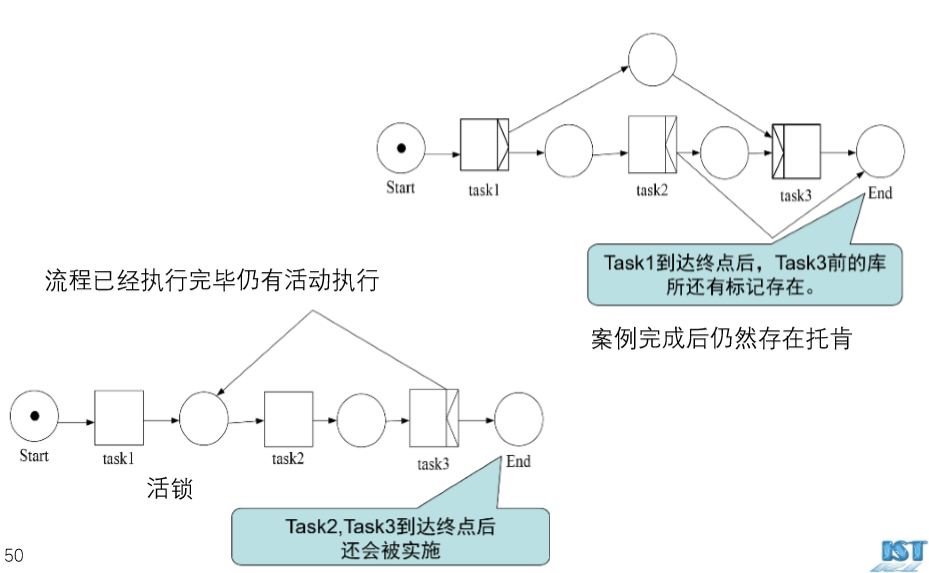 Start
task1
task2
task3
End
Task1到达终点后，Task3前的库
所还有标记存在。
案例完成后仍然存在托肯
流程已经执行完毕仍有活动执行
Start
task1
task2
task3
End
活锁
Task2,Task3到达终点后
还会被实施
50
IST